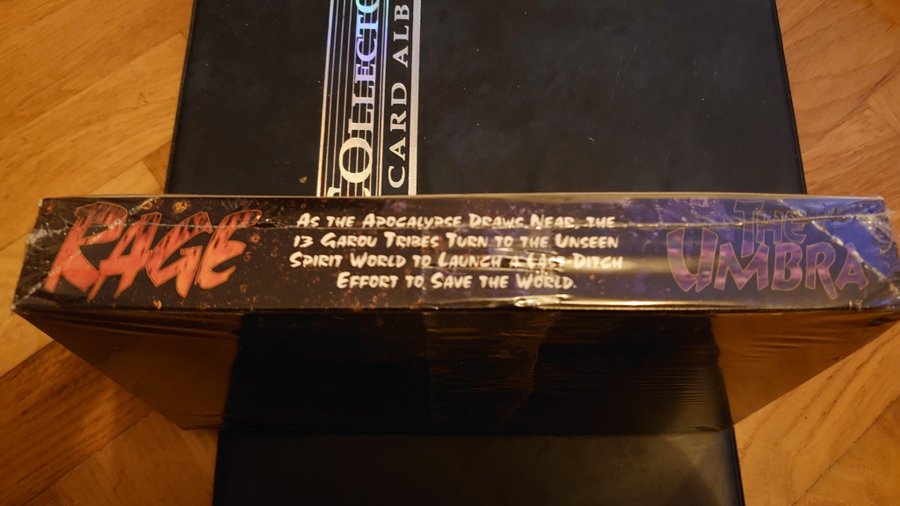 COLLECTO
CARD ALB
RAGE
AS THE APOCALYPSE DRAWS NEAR, THE
13 GAROU TRIBES TURN TO THE UNSEEN
SPIRIT WORLD TO LAUNCH A LAST DITCH
EFFORT TO SAVE THE WORLD.
THE
UMBRA